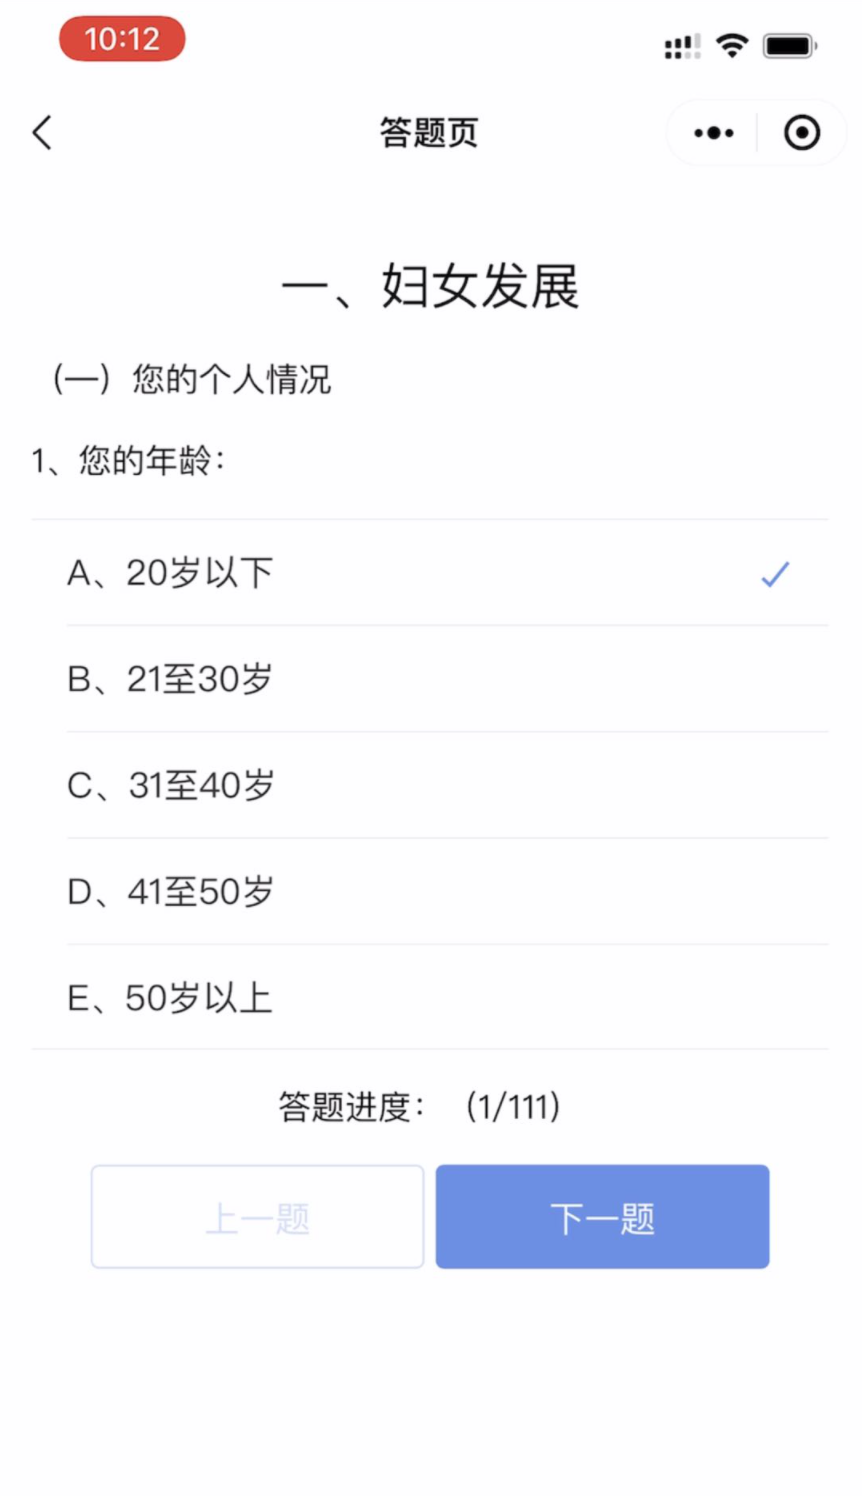 10:12
答题页
一、妇女发展
（一）您的个人情况
1、您的年龄：
A、20岁以下
B、21至30岁
C、31至40岁
D、41至50岁
E、50岁以上
答题进度： (1/111)
上一题
下一题